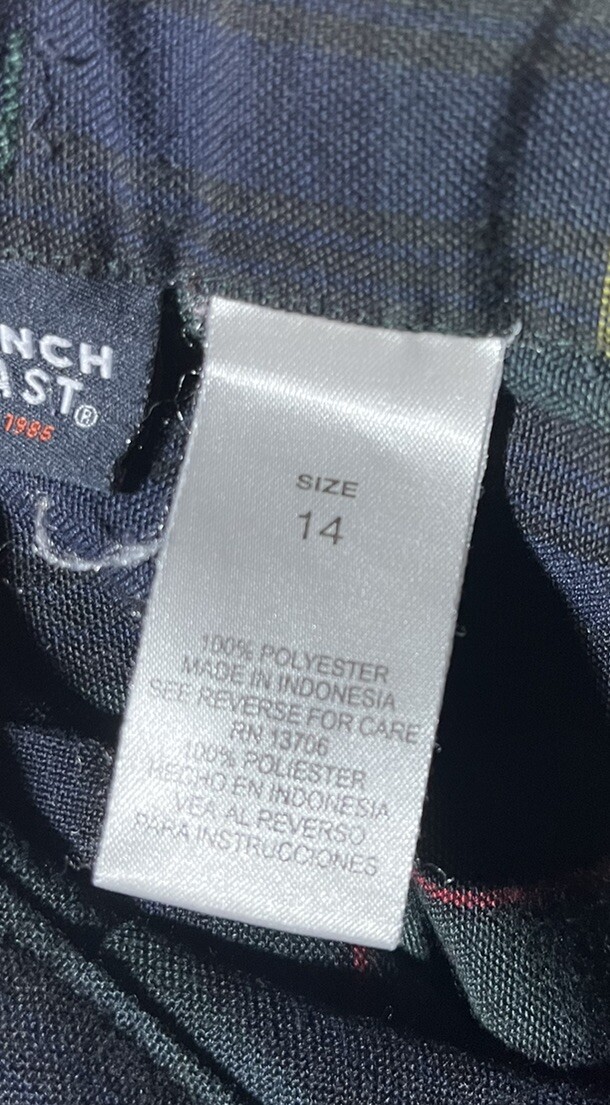 NCH
AST®
1985
SIZE
14
100% POLYESTER
MADE IN INDONESIA
SEE REVERSE FOR CARE
RN 13706
100% POLIESTER
HECHO EN INDONESIA
VEA AL REVERSO
PARA INSTRUCCIONES